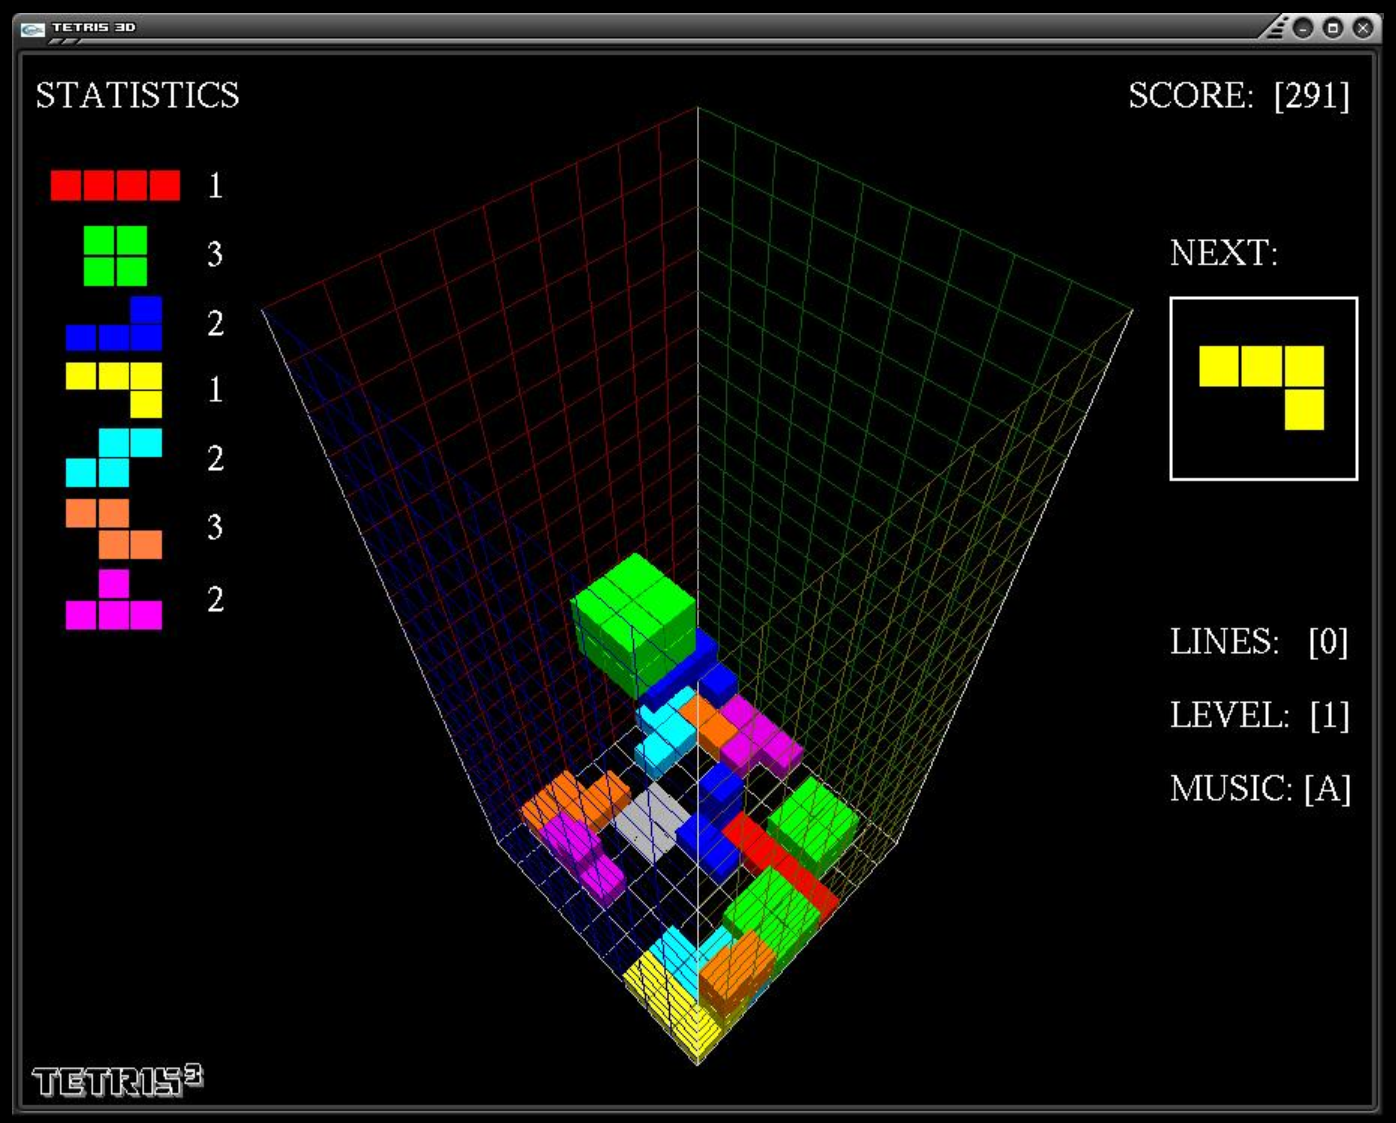 TETRIS 3D
STATISTICS
SCORE: [291]
1
3
2
1
2
3
2
NEXT:
LINES: [0]
LEVEL: [1]
MUSIC: [A]
TETRIS³